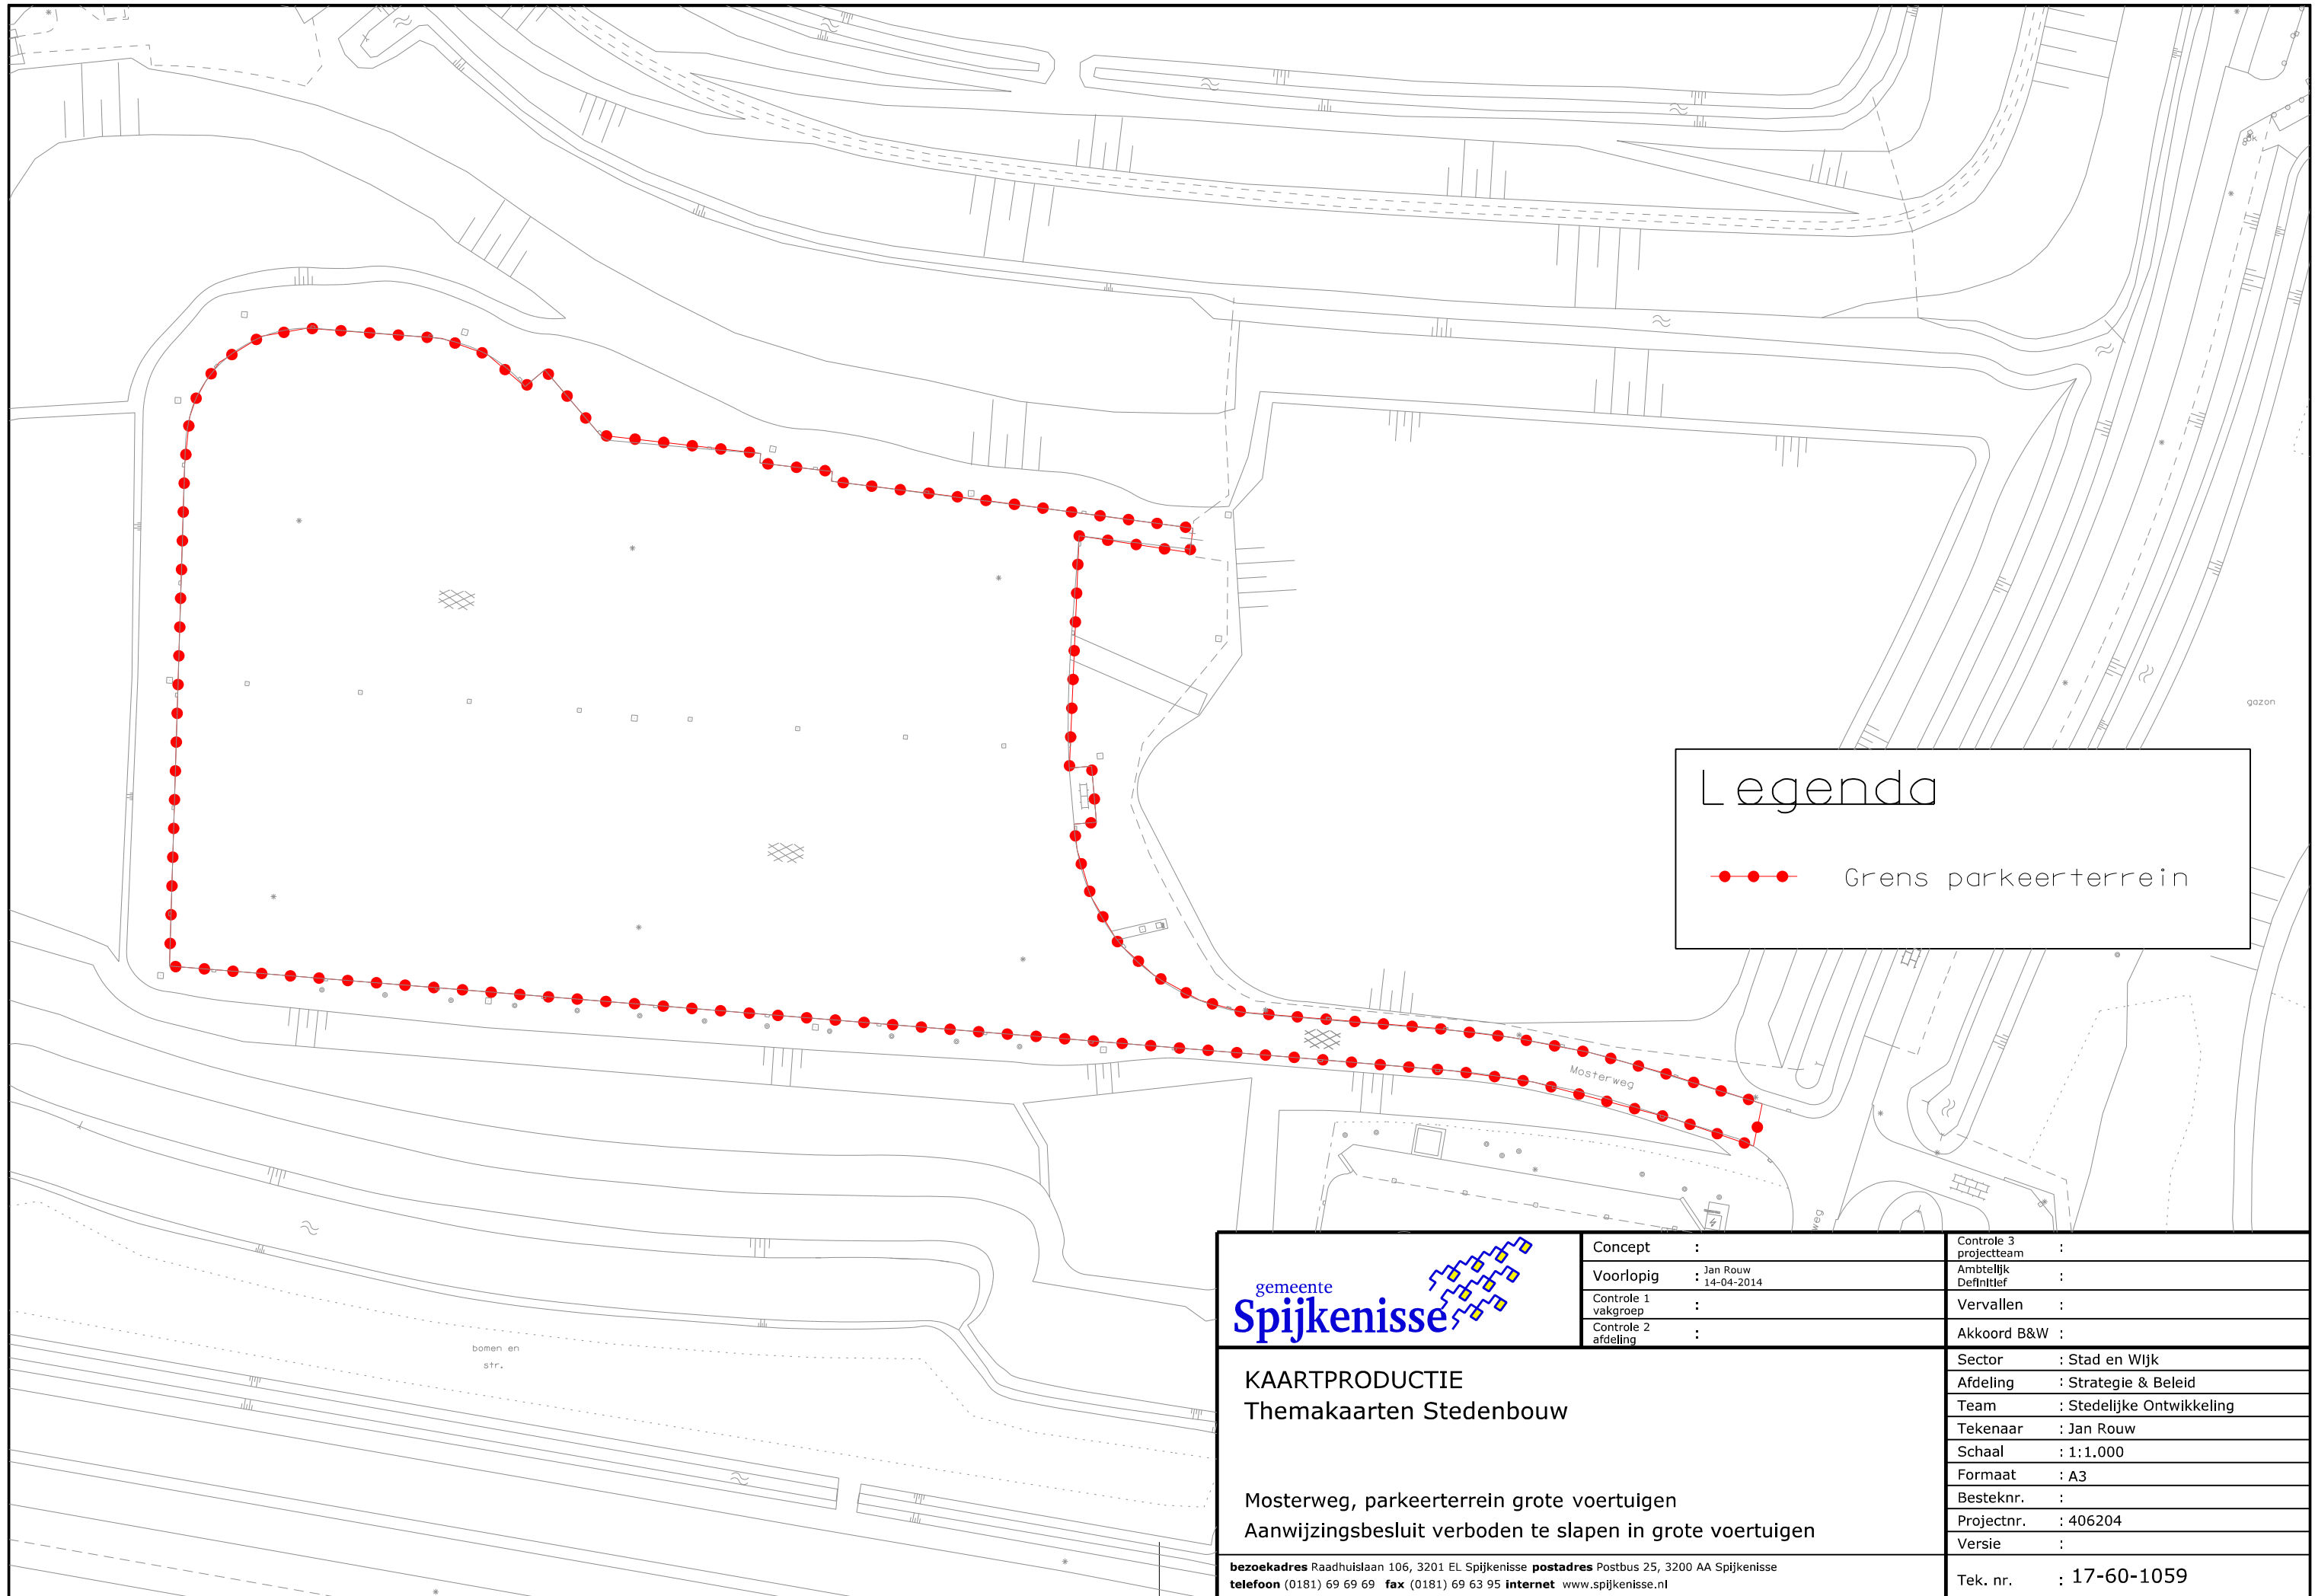 gazon
Legenda
Grens parkeerterrein
Mosterweg
weg
bomen en
str.
gemeente
Spijkenisse
Concept :
Voorlopig : Jan Rouw
14-04-2014
Controle 1
vakgroep :
Controle 2
afdeling :
Controle 3
projectteam :
Ambtelijk
Definitief :
Vervallen :
Akkoord B&W :
KAARTPRODUCTIE
Themakaarten Stedenbouw
Mosterweg, parkeerterrein grote voertuigen
Aanwijzingsbesluit verboden te slapen in grote voertuigen
bezoekadres Raadhuislaan 106, 3201 EL Spijkenisse postadres Postbus 25, 3200 AA Spijkenisse
telefoon (0181) 69 69 69 fax (0181) 69 63 95 internet www.spijkenisse.nl
Sector : Stad en Wijk
Afdeling : Strategie & Beleid
Team : Stedelijke Ontwikkeling
Tekenaar : Jan Rouw
Schaal : 1:1.000
Formaat : A3
Besteknr. :
Projectnr. : 406204
Versie :
Tek. nr. : 17-60-1059